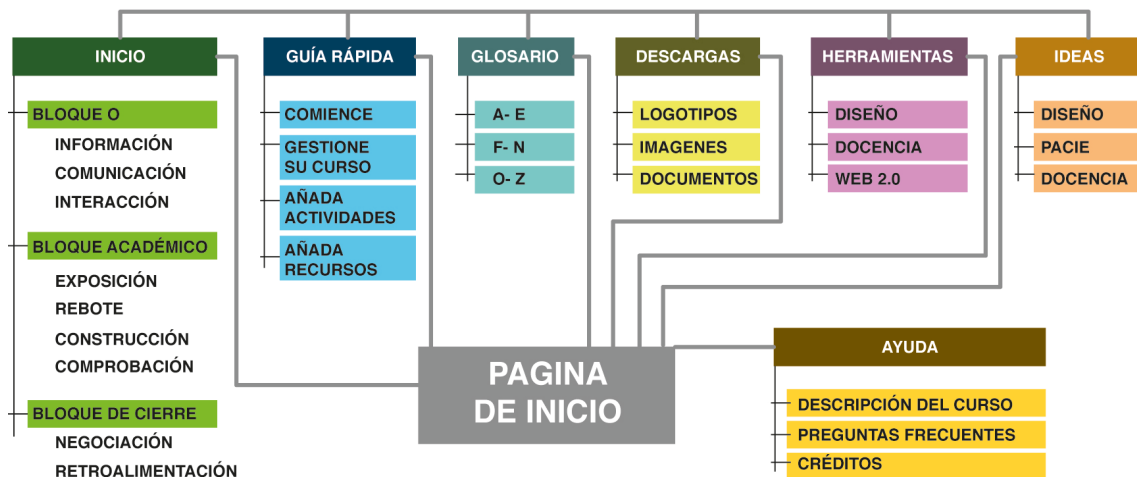 INICIO
BLOQUE O
INFORMACIÓN
COMUNICACIÓN
INTERACCIÓN
BLOQUE ACADÉMICO
EXPOSICIÓN
REBOTE
CONSTRUCCIÓN
COMPROBACIÓN
BLOQUE DE CIERRE
NEGOCIACIÓN
RETROALIMENTACIÓN
GUÍA RÁPIDA
COMIENCE
GESTIONE
SU CURSO
AÑADA
ACTIVIDADES
AÑADA
RECURSOS
GLOSARIO
A- E
F- N
O- Z
DESCARGAS
LOGOTIPOS
IMAGENES
DOCUMENTOS
HERRAMIENTAS
DISEÑO
DOCENCIA
WEB 2.0
IDEAS
DISEÑO
PACIE
DOCENCIA
PAGINA
DE INICIO
AYUDA
DESCRIPCIÓN DEL CURSO
PREGUNTAS FRECUENTES
CRÉDITOS